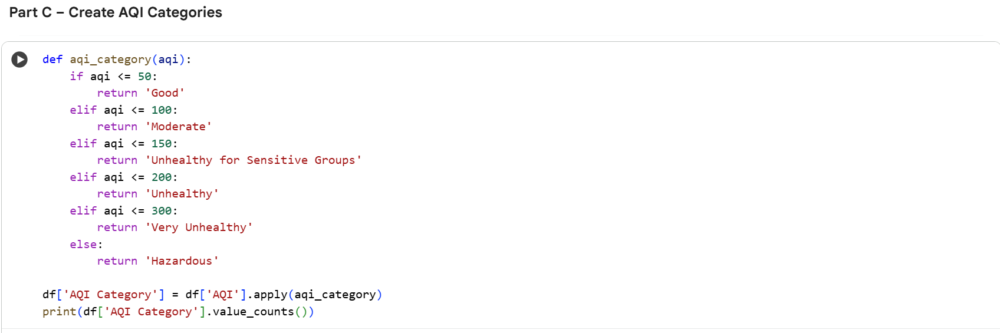 Part C – Create AQI Categories
def aqi_category(aqi):
    if aqi <= 50:
        return 'Good'
    elif aqi <= 100:
        return 'Moderate'
    elif aqi <= 150:
        return 'Unhealthy for Sensitive Groups'
    elif aqi <= 200:
        return 'Unhealthy'
    elif aqi <= 300:
        return 'Very Unhealthy'
    else:
        return 'Hazardous'
df['AQI Category'] = df['AQI'].apply(aqi_category)
print(df['AQI Category'].value_counts())